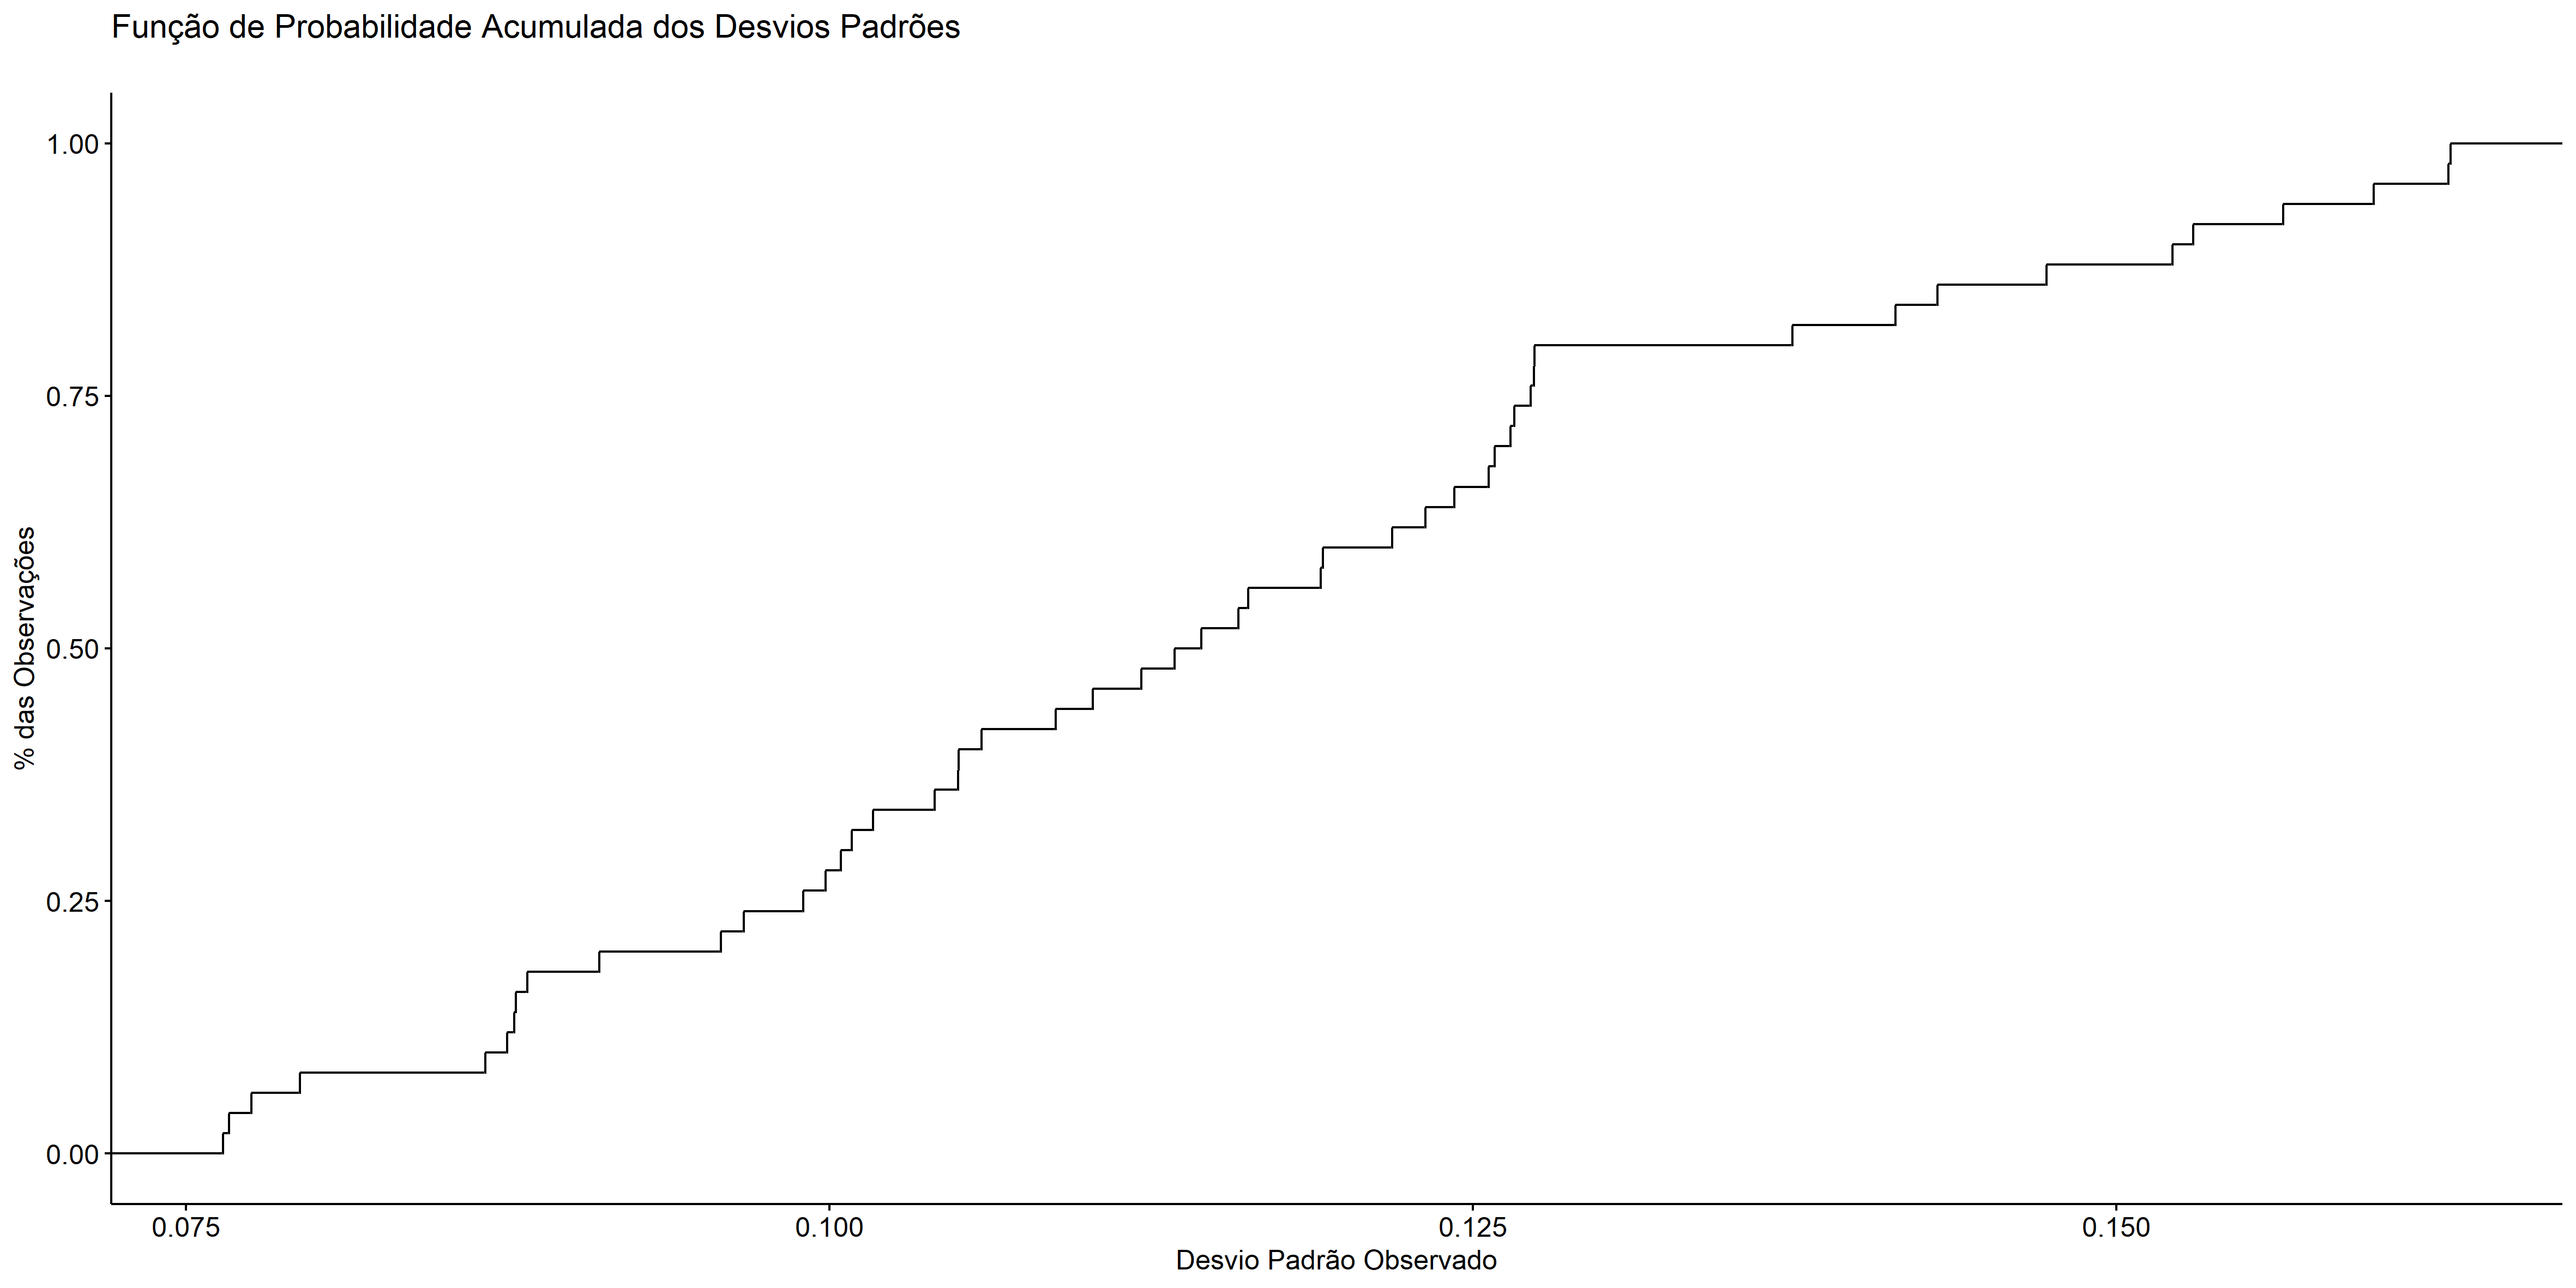 Função de Probabilidade Acumulada dos Desvios Padrões
1.00
0.75
0.50
0.25
0.00
% das Observações
0.075 0.100 0.125 0.150
Desvio Padrão Observado